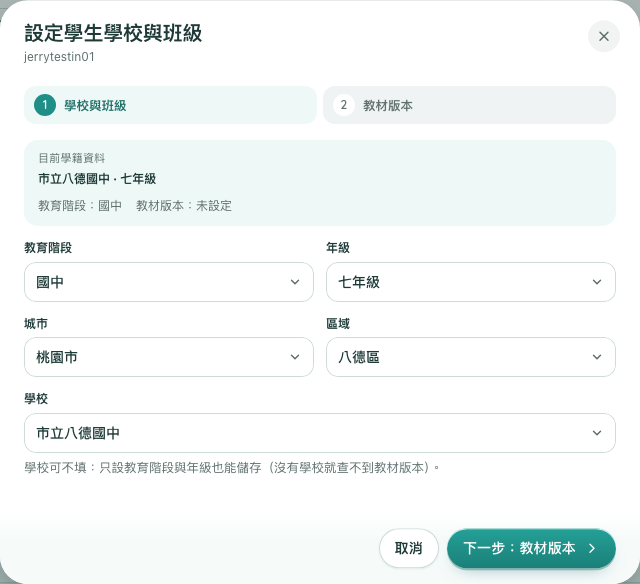 設定學生學校與班級
jerrytestin01
1 學校與班級
2 教材版本
目前學籍資料
市立八德國中 · 七年級
教育階段：國中 教材版本：未設定
教育階段 年級
國中 七年級
城市 區域
桃園市 八德區
學校
市立八德國中
學校可不填：只設教育階段與年級也能儲存（沒有學校就查不到教材版本）。
取消 下一步：教材版本